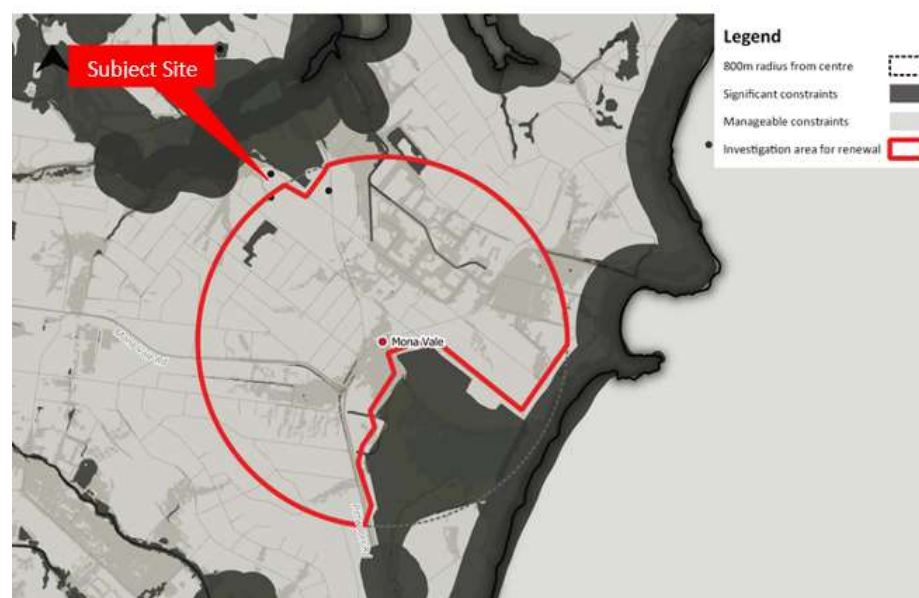 Subject Site
Legend
800m radius from centre
Significant constraints
Manageable constraints
Investigation area for renewal
Mona Vale